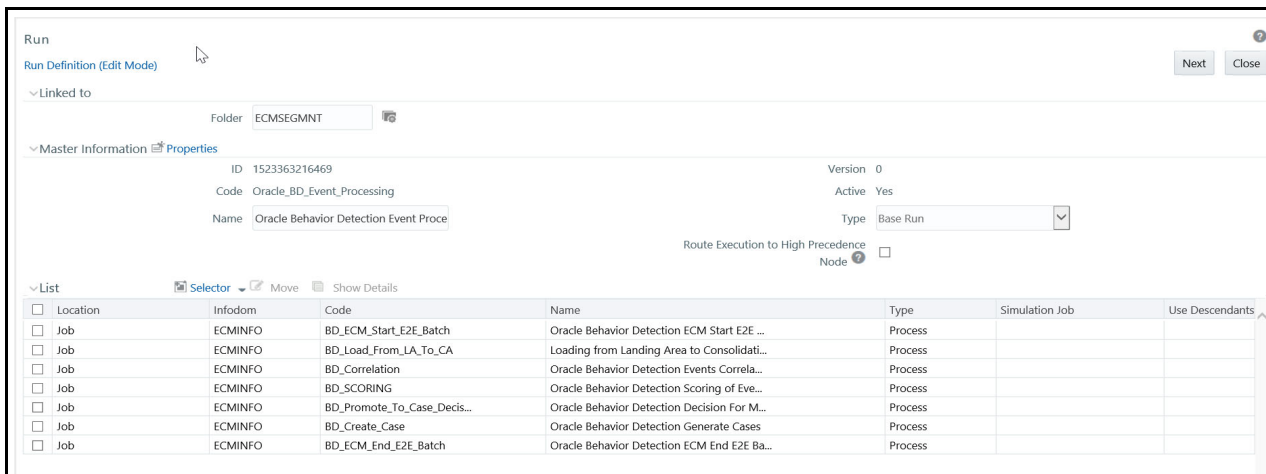 Run
Run Definition (Edit Mode)
Next Close
Linked to
Folder ECMSEGMNT
Master Information Properties
ID 1523363216469 Version 0
Code Oracle_BD_Event_Processing Active Yes
Name Oracle Behavior Detection Event Proce Type Base Run
Route Execution to High Precedence
Node ?
List Selector Move Show Details
Location Infodom Code Name Type Simulation Job Use Descendants
Job ECMINFO BD_ECM_Start_E2E_Batch Oracle Behavior Detection ECM Start E2E ... Process
Job ECMINFO BD_Load_From_LA_To_CA Loading from Landing Area to Consolidati... Process
Job ECMINFO BD_Correlation Oracle Behavior Detection Events Correla... Process
Job ECMINFO BD_SCORING Oracle Behavior Detection Scoring of Eve... Process
Job ECMINFO BD_Promote_To_Case_Decis... Oracle Behavior Detection Decision For M... Process
Job ECMINFO BD_Create_Case Oracle Behavior Detection Generate Cases Process
Job ECMINFO BD_ECM_End_E2E_Batch Oracle Behavior Detection ECM End E2E Ba... Process